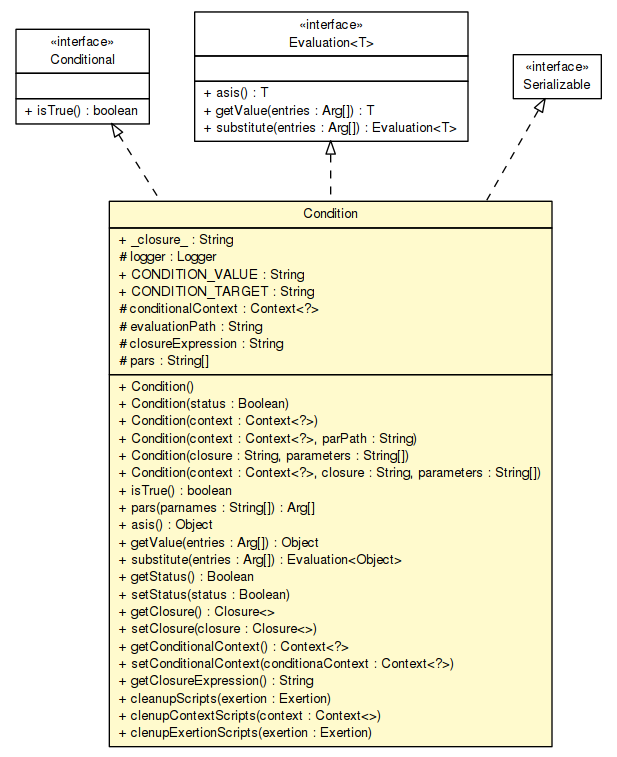 «interface»
Conditional
+ isTrue() : boolean
«interface»
Evaluation<T>
+ asis() : T
+ getValue(entries : Arg[]) : T
+ substitute(entries : Arg[]) : Evaluation<T>
«interface»
Serializable
Condition
+ _closure_ : String
# logger : Logger
+ CONDITION_VALUE : String
+ CONDITION_TARGET : String
# conditionalContext : Context<?>
# evaluationPath : String
# closureExpression : String
# pars : String[]
+ Condition()
+ Condition(status : Boolean)
+ Condition(context : Context<?>)
+ Condition(context : Context<?>, parPath : String)
+ Condition(closure : String, parameters : String[])
+ Condition(context : Context<?>, closure : String, parameters : String[])
+ isTrue() : boolean
+ pars(parnames : String[]) : Arg[]
+ asis() : Object
+ getValue(entries : Arg[]) : Object
+ substitute(entries : Arg[]) : Evaluation<Object>
+ getStatus() : Boolean
+ setStatus(status : Boolean)
+ getClosure() : Closure<>
+ setClosure(closure : Closure<>)
+ getConditionalContext() : Context<?>
+ setConditionalContext(conditionaContext : Context<?>)
+ getClosureExpression() : String
+ cleanupScripts(exertion : Exertion)
+ clenupContextScripts(context : Context<>)
+ clenupExertionScripts(exertion : Exertion)